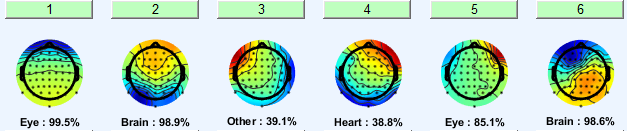 1 2 3 4 5 6
Eye : 99.5% Brain : 98.9% Other : 39.1% Heart : 38.8% Eye : 85.1% Brain : 98.6%